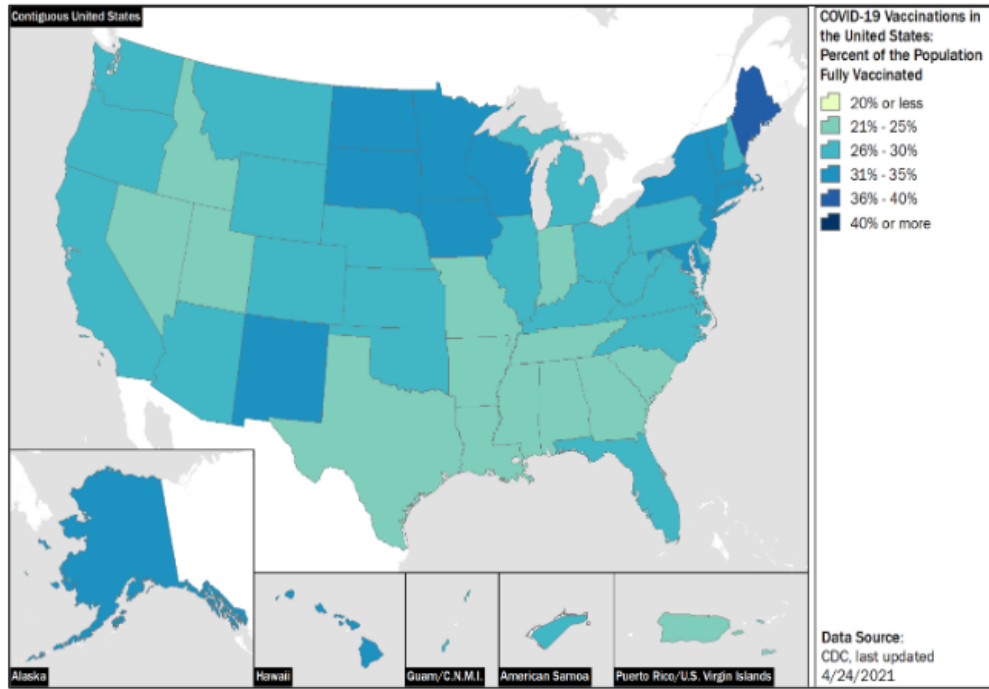 Contiguous United States
COVID-19 Vaccinations in
the United States:
Percent of the Population
Fully Vaccinated
20% or less
21% - 25%
26% - 30%
31% - 35%
36% - 40%
40% or more
Alaska
Hawaii
Guam/C.N.M.I.
American Samoa
Puerto Rico/U.S. Virgin Islands
Data Source:
CDC, last updated
4/24/2021